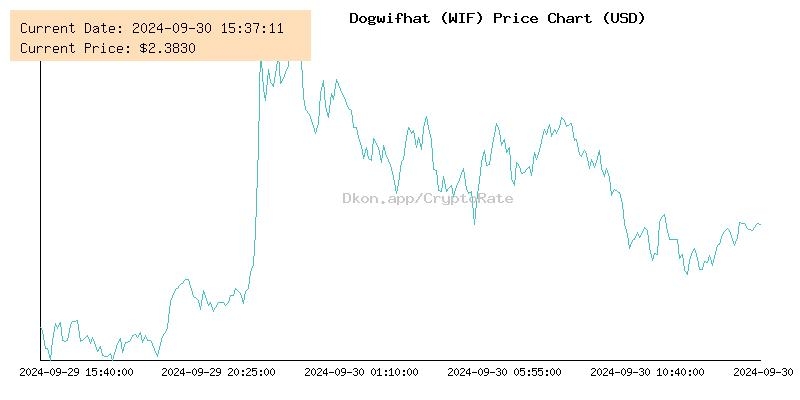 Dogwifhat (WIF) Price Chart (USD)
Current Date: 2024-09-30 15:37:11
Current Price: $2.3830
Dkon.app/CryptoRate
2024-09-29 15:40:00 2024-09-29 20:25:00 2024-09-30 01:10:00 2024-09-30 05:55:00 2024-09-30 10:40:00 2024-09-30